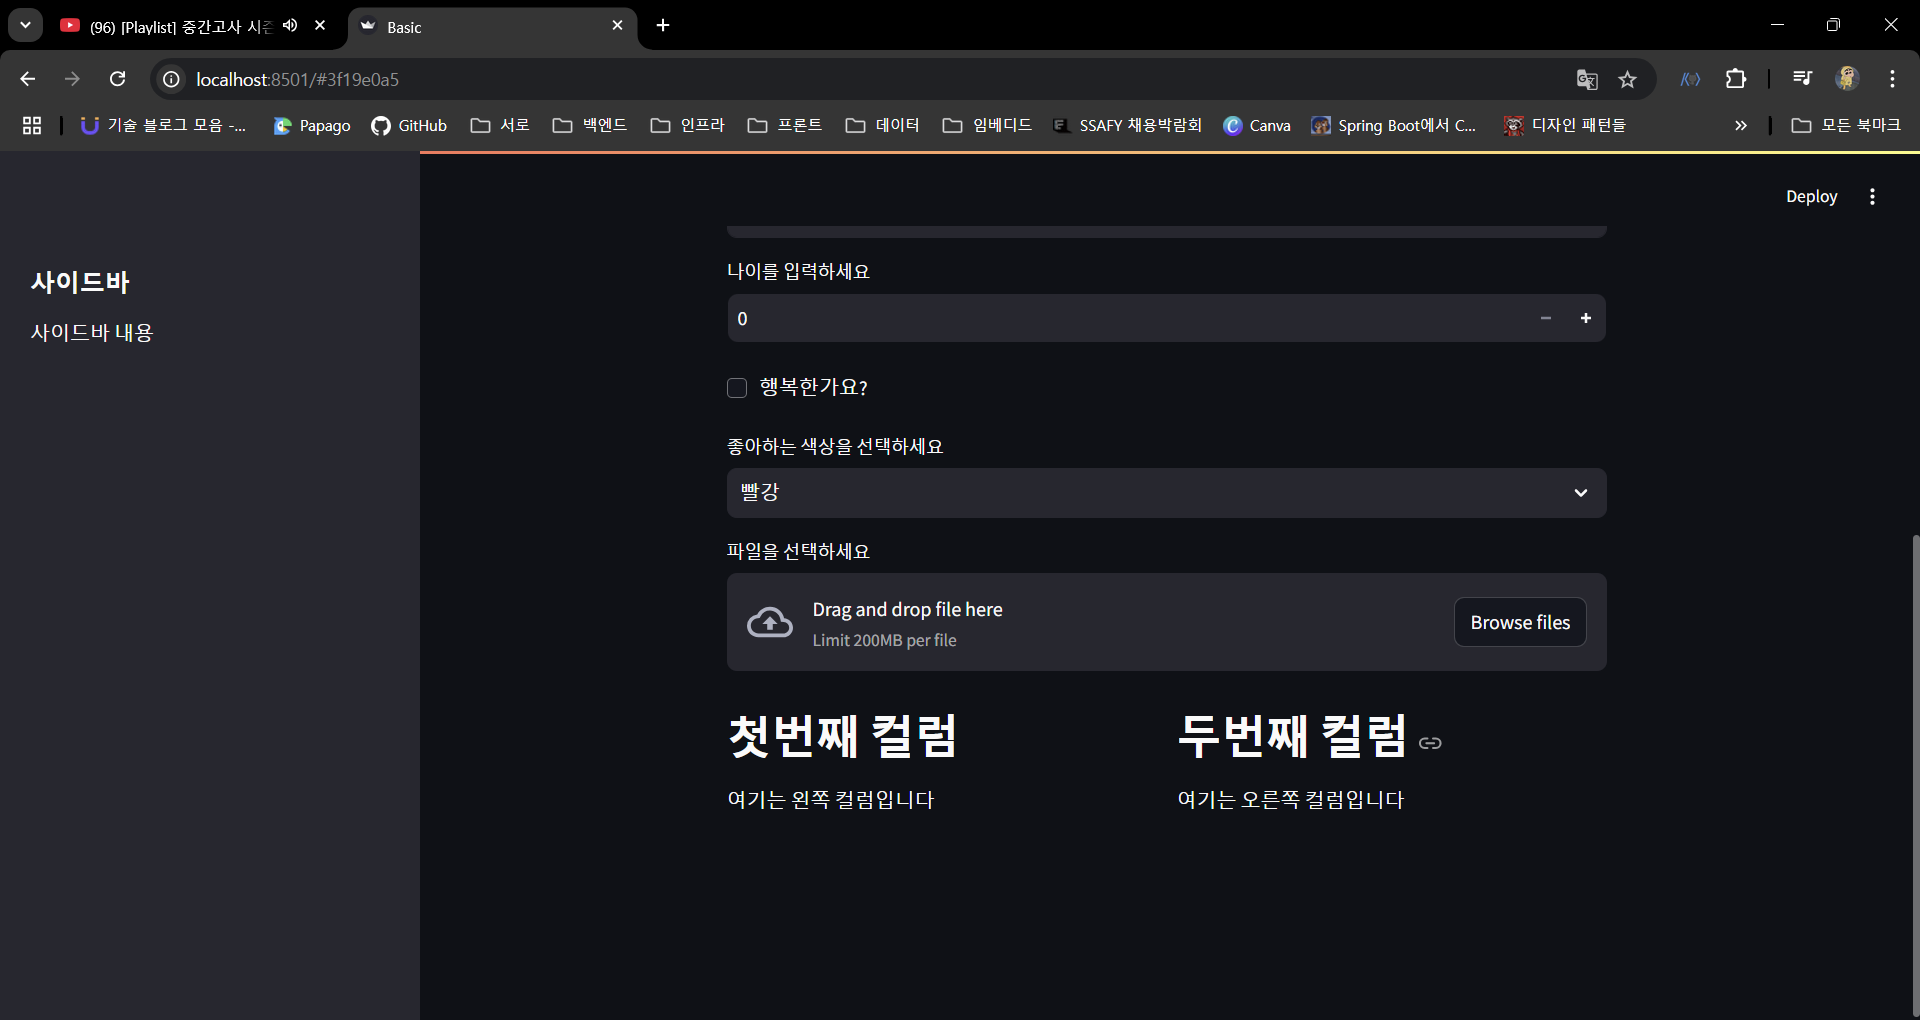 (96) [Playlist] 중간고사 시즌
Basic
localhost:8501/#3f19e0a5
기술 블로그 모음 -...
Papago
GitHub
서로
백엔드
인프라
프론트
데이터
임베디드
SSAFY 채용박람회
Canva
Spring Boot에서 C...
디자인 패턴들
모든 북마크
Deploy
사이드바
사이드바 내용
나이를 입력하세요
0
행복한가요?
좋아하는 색상을 선택하세요
빨강
파일을 선택하세요
Drag and drop file here
Limit 200MB per file
Browse files
첫번째 컬럼
여기는 왼쪽 컬럼입니다
두번째 컬럼
여기는 오른쪽 컬럼입니다